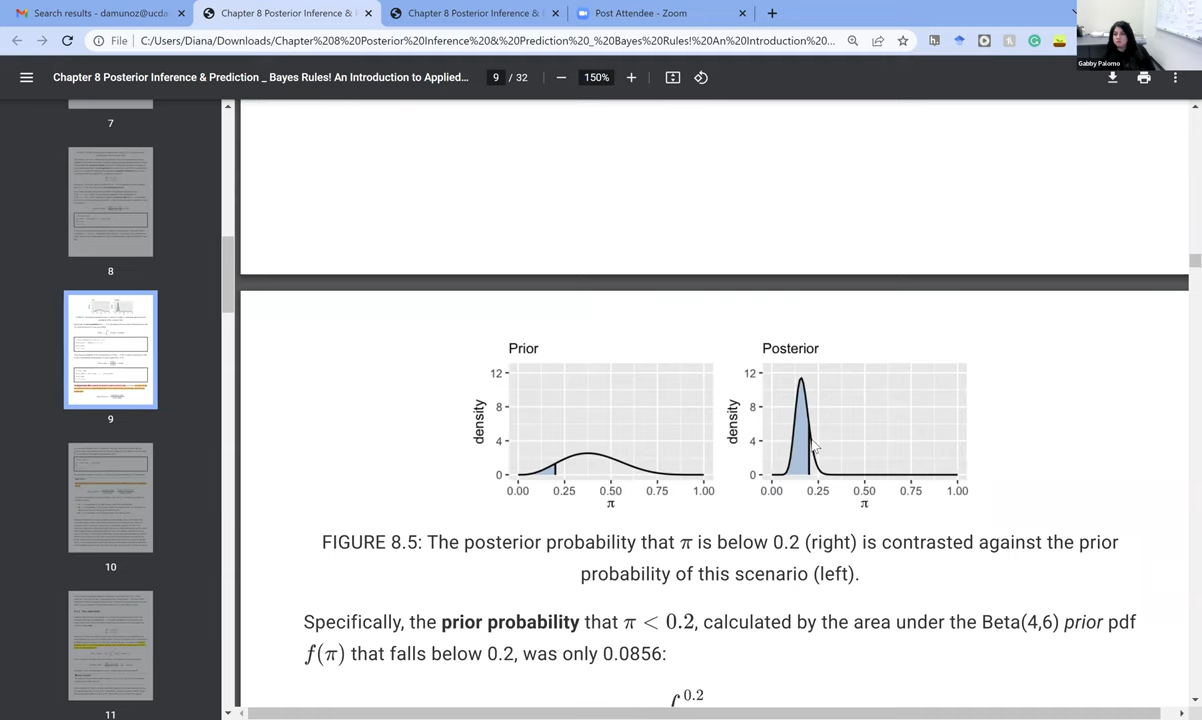 Search results - damunoz@ucda
Chapter 8 Posterior Inference &
Chapter 8 Posterior Inference &
Post Attendee - Zoom
File
C:/Users/Diana/Downloads/Chapter%208%20Posterior%20Inference%20&%20Prediction%20_%20Bayes%20Rules!%20An%20Introduction%20...
Gabby Palomo
Chapter 8 Posterior Inference & Prediction _ Bayes Rules! An Introduction to Applied...
9 / 32
150%
7
8
9
10
11
Prior
Posterior
12
8
4
0
density
0.00 0.25 0.50 0.75 1.00
π
12
8
4
0
density
0.00 0.25 0.50 0.75 1.00
π
FIGURE 8.5: The posterior probability that π is below 0.2 (right) is contrasted against the prior
probability of this scenario (left).
Specifically, the prior probability that π < 0.2, calculated by the area under the Beta(4,6) prior pdf
f(π) that falls below 0.2, was only 0.0856:
0.2